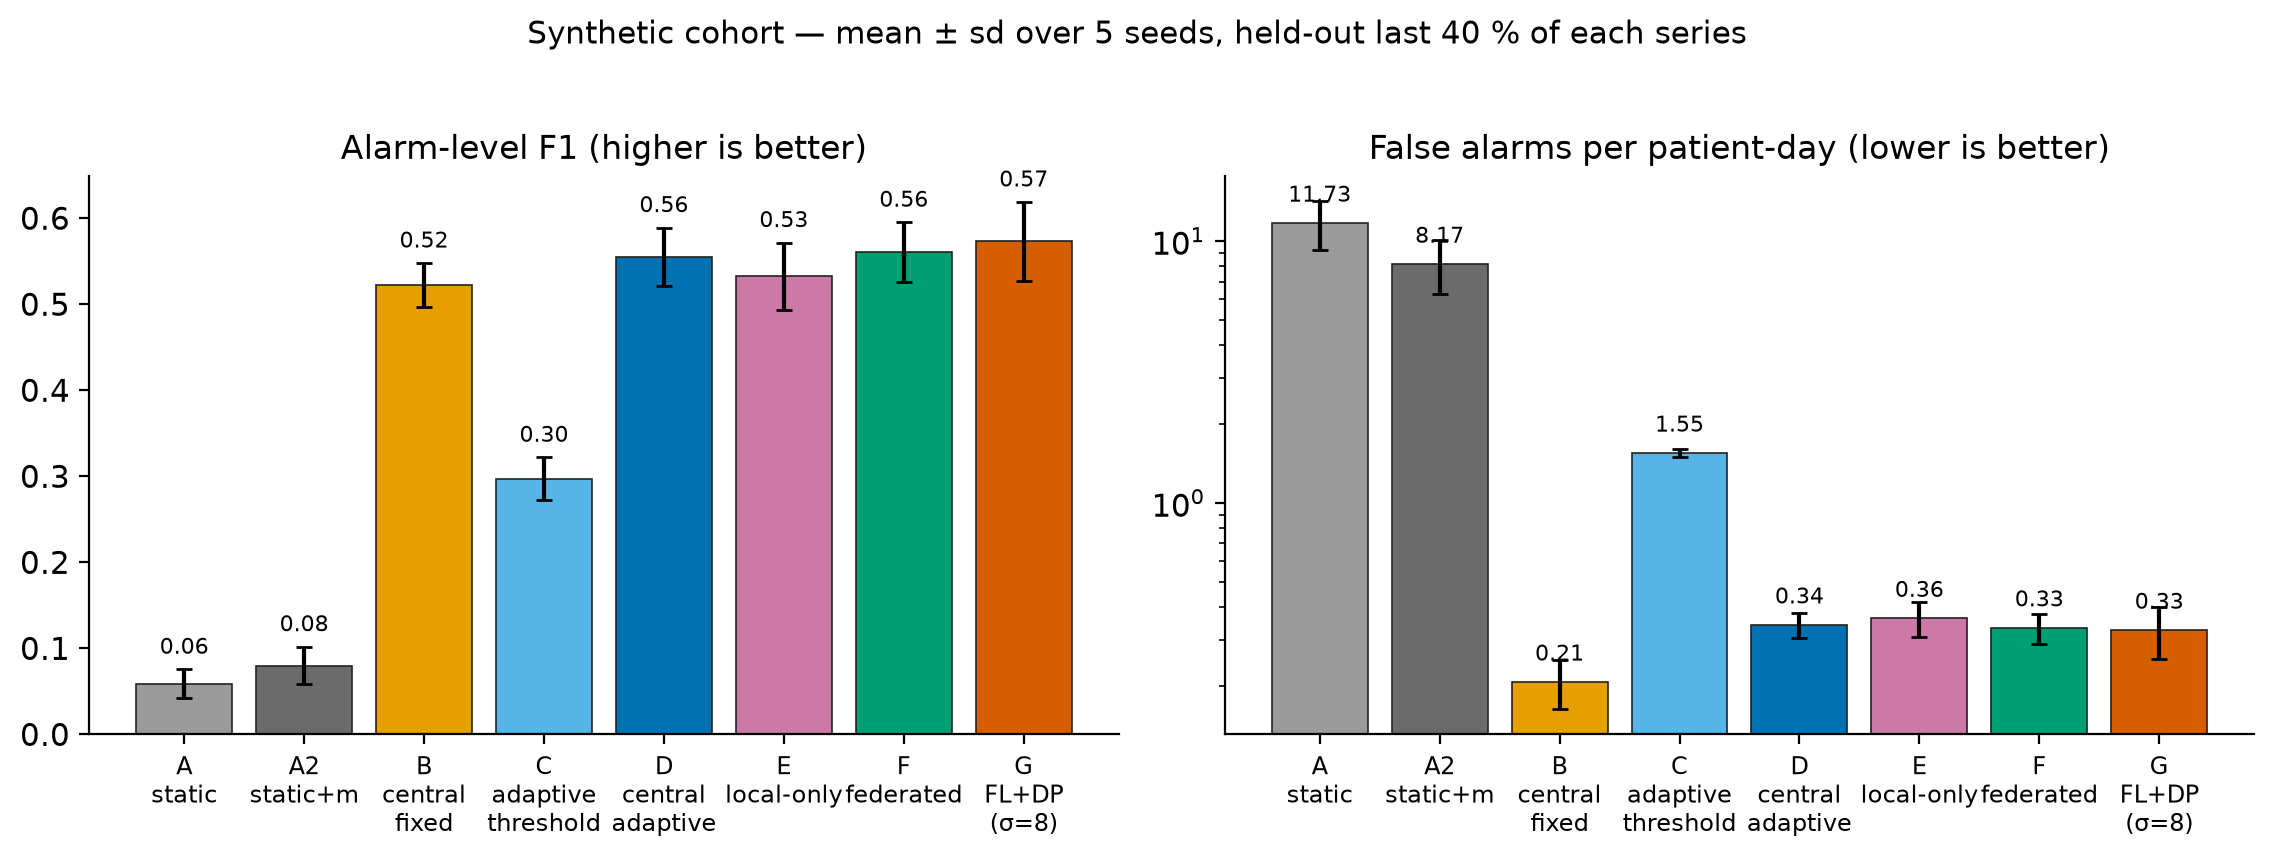 Synthetic cohort — mean ± sd over 5 seeds, held-out last 40 % of each series
Alarm-level F1 (higher is better)
0.6
0.5
0.4
0.3
0.2
0.1
0.0
0.06
0.08
0.52
0.30
0.56
0.53
0.56
0.57
A
static
A2
static+m
B
central
fixed
C
adaptive
threshold
D
central
adaptive
E
local-only
F
federated
G
FL+DP
(σ=8)
False alarms per patient-day (lower is better)
10¹
10⁰
11.73
8.17
0.21
1.55
0.34
0.36
0.33
0.33
A
static
A2
static+m
B
central
fixed
C
adaptive
threshold
D
central
adaptive
E
local-only
F
federated
G
FL+DP
(σ=8)